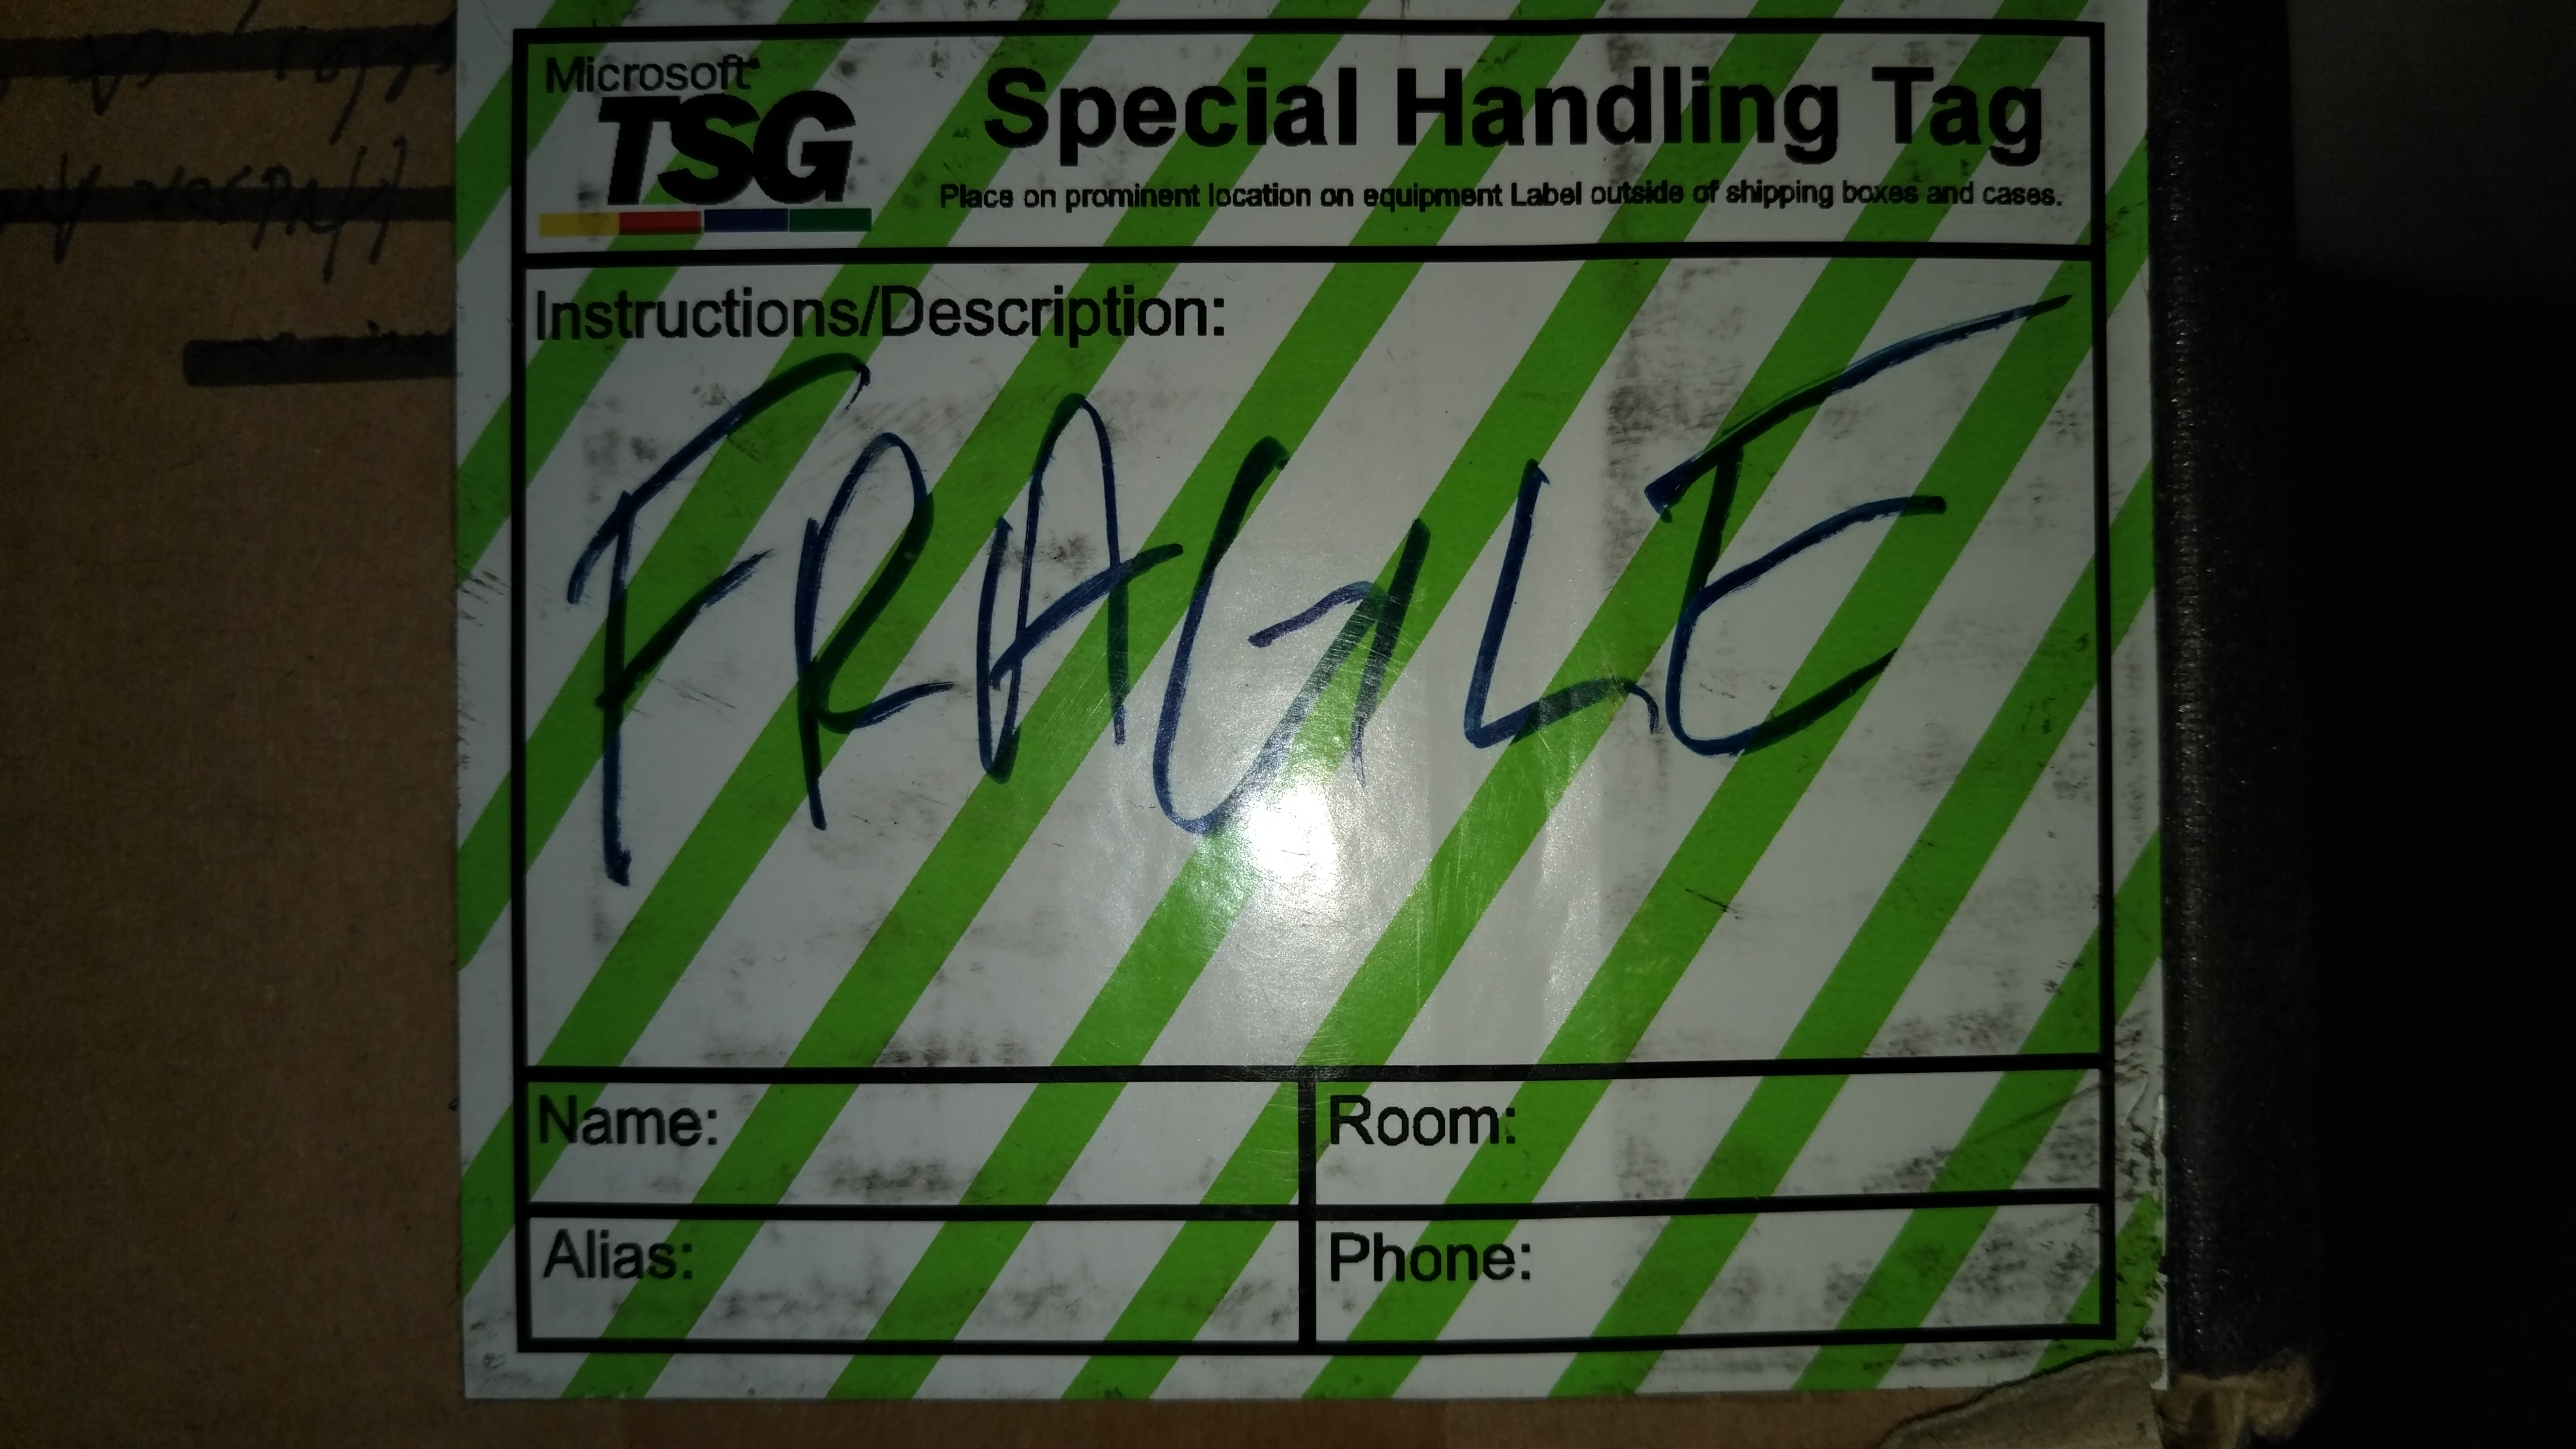 Microsoft
TSG
Special Handling Tag
Place on prominent location on equipment Label outside of shipping boxes and cases.
Instructions/Description:
FRAGILE
Name:
Room:
Alias:
Phone: